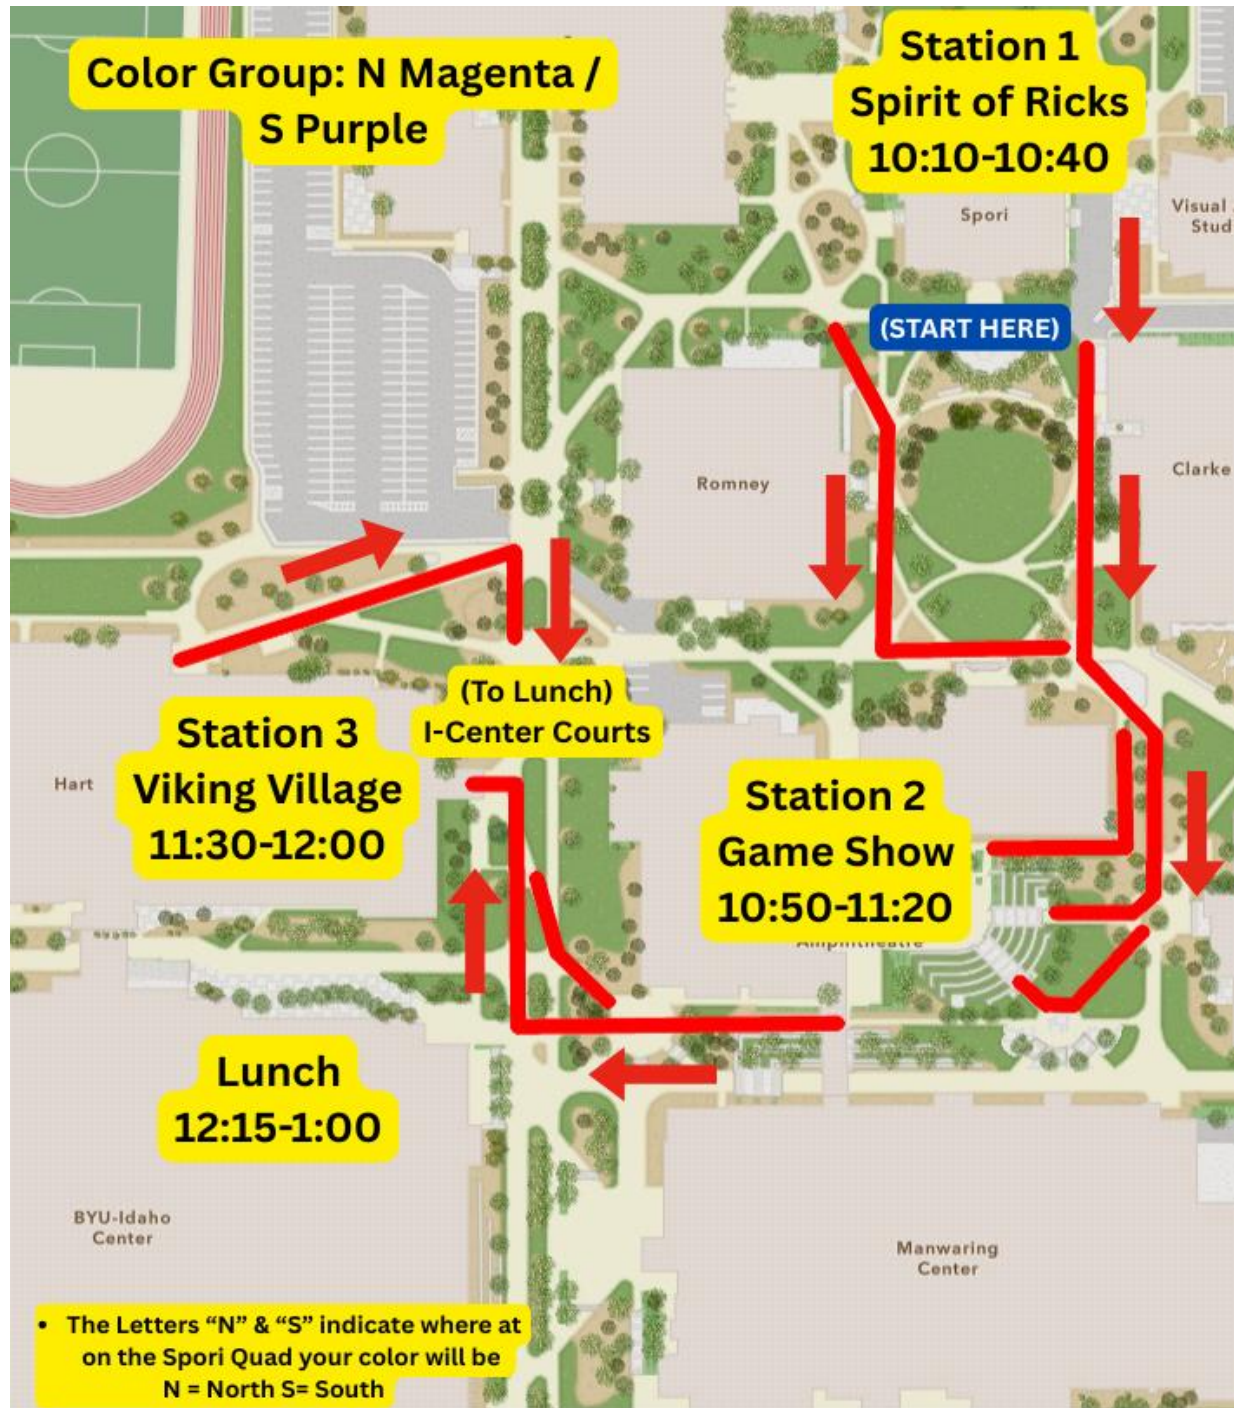 Color Group: N Magenta /
S Purple
Station 1
Spirit of Ricks
10:10-10:40
Spori
Visual
Stud
(START HERE)
Romney
Clarke
(To Lunch)
I-Center Courts
Station 3
Viking Village
11:30-12:00
Hart
Station 2
Game Show
10:50-11:20
Amphitheatre
Lunch
12:15-1:00
BYU-Idaho
Center
Manwaring
Center
• The Letters “N” & “S” indicate where at
on the Spori Quad your color will be
N = North S= South